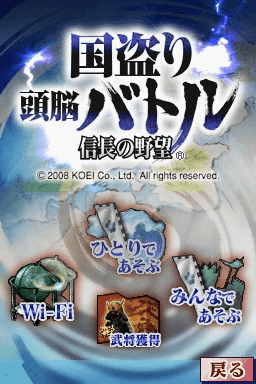 国盗り
頭脳バトル
信長の野望®
© 2008 KOEI Co., Ltd. All rights reserved.
ひとりで
あそぶ
Wi-Fi
みんなで
あそぶ
武将獲得
戻る